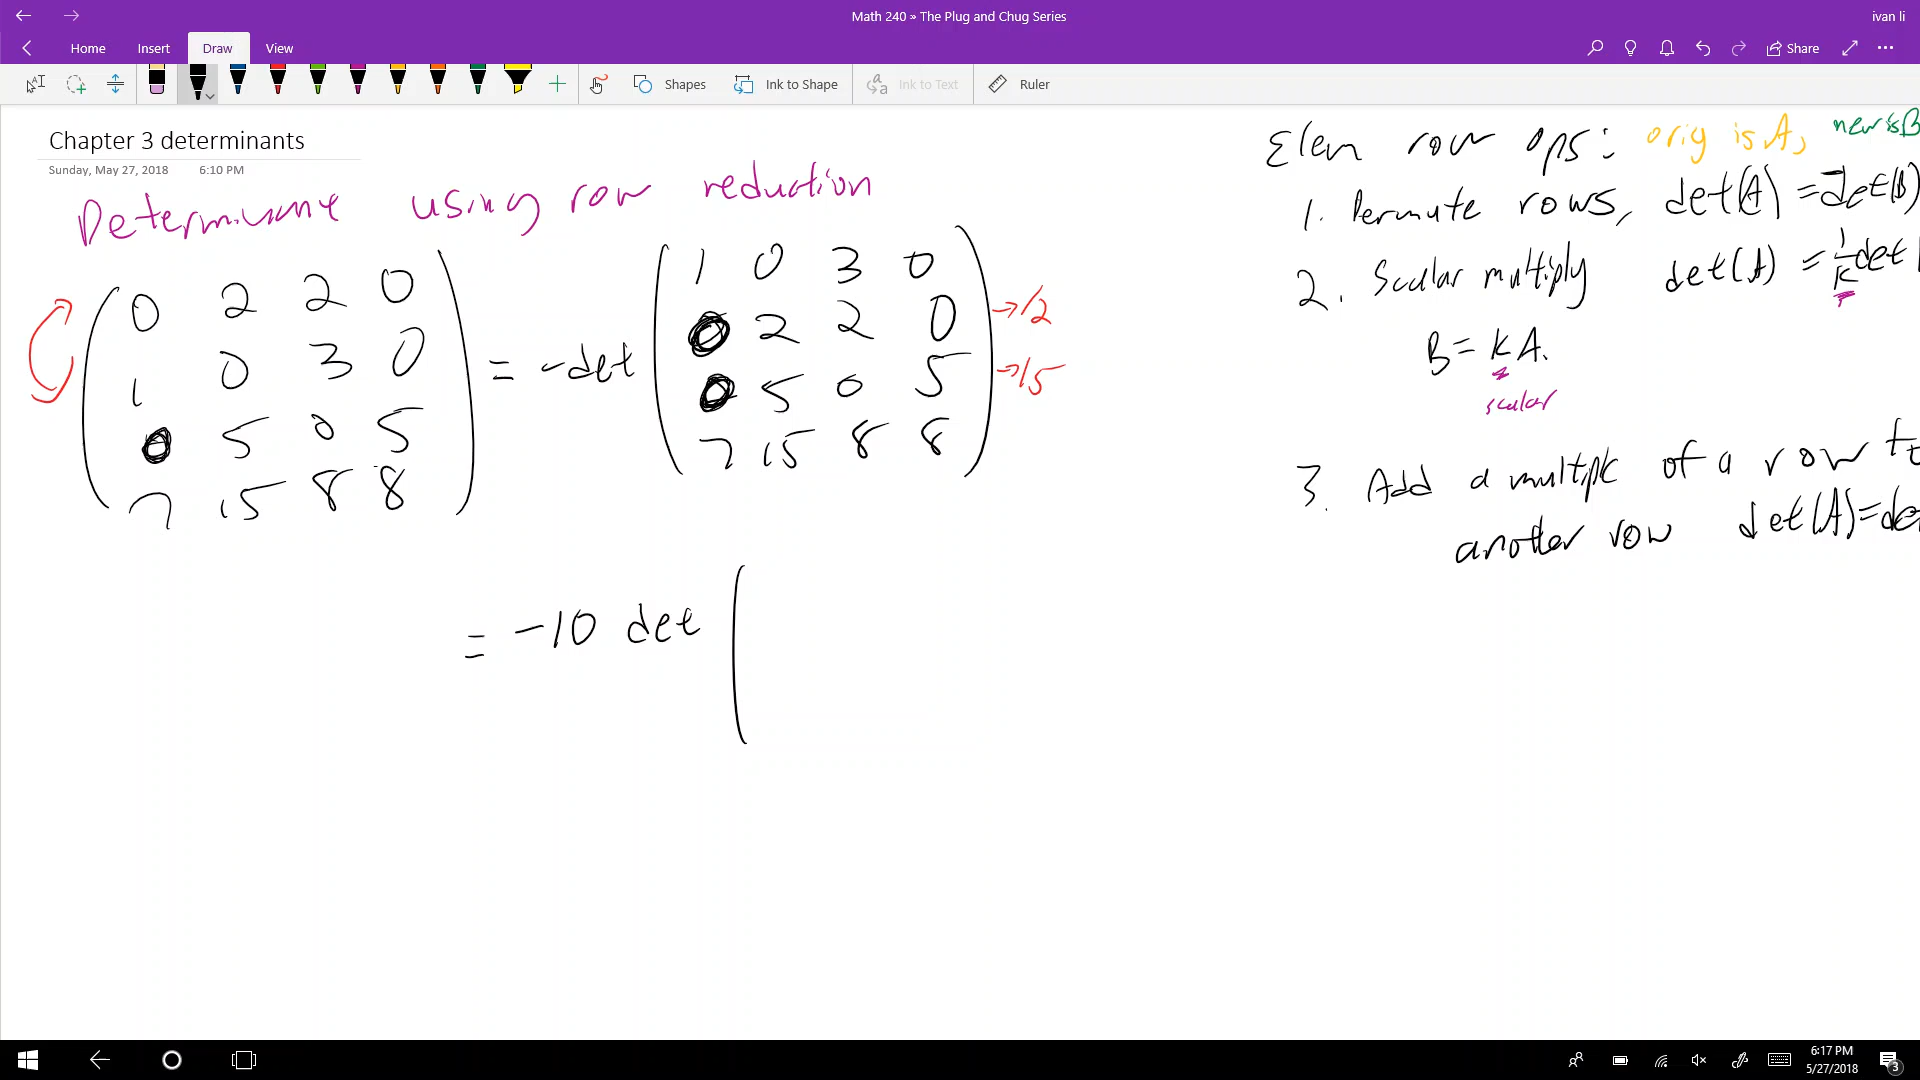 Math 240 » The Plug and Chug Series
ivan li
Home Insert Draw View
Share
Shapes Ink to Shape Ink to Text Ruler
Chapter 3 determinants
Sunday, May 27, 2018 6:10 PM
Determinant using row reduction
0 2 2 0
1 0 3 0
0 5 0 5
7 15 8 8
= -det
1 0 3 0
0 2 2 0 →/2
0 5 0 5 →/5
7 15 8 8
= -10 det (
Elem row ops: orig is A, new is B
1. Permute rows, det(A) = -det(B)
2. Scalar multiply det(A) = 1/k det
B = kA.
scalar
3. Add a multiple of a row to
another row det(A)=de
6:17 PM
5/27/2018
3